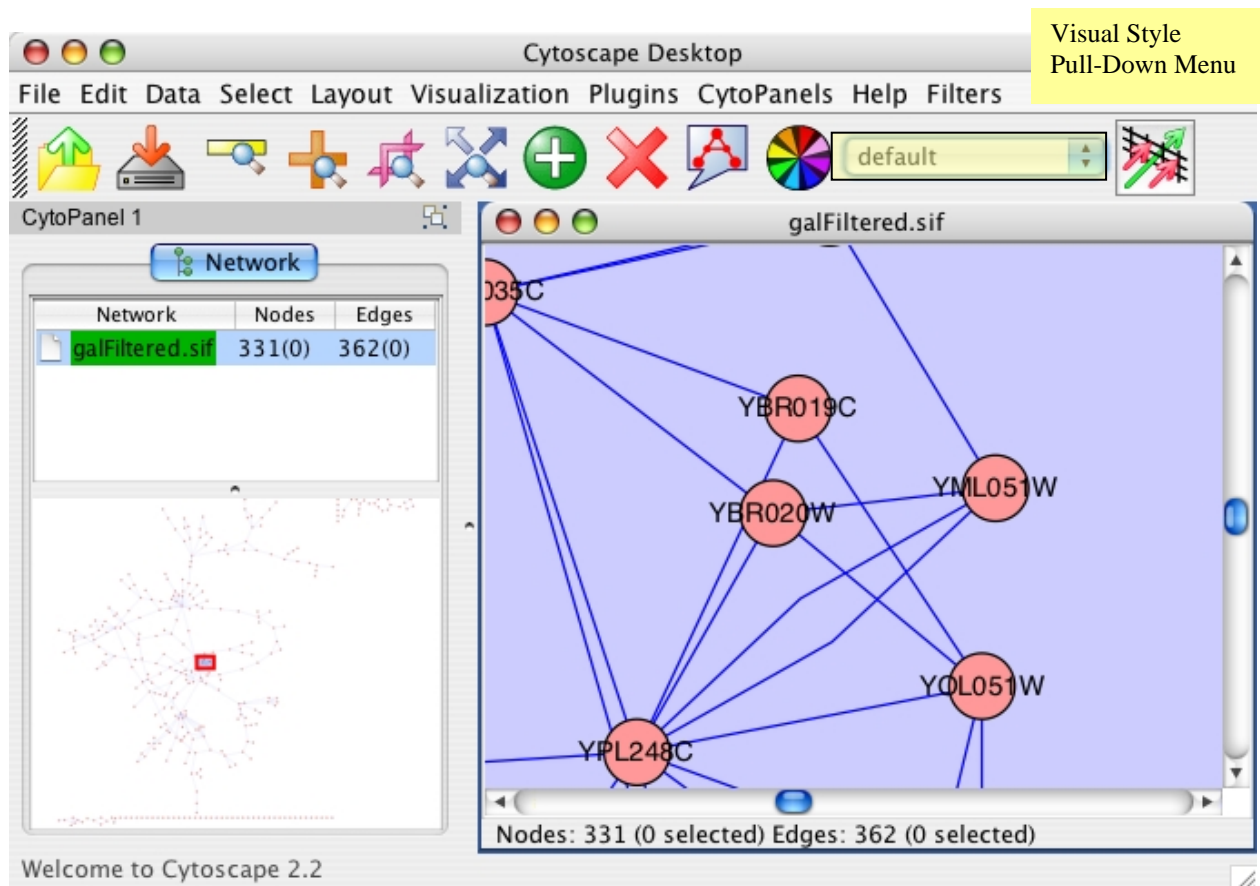 Visual Style
Pull-Down Menu
Cytoscape Desktop
File Edit Data Select Layout Visualization Plugins CytoPanels Help Filters
default
CytoPanel 1
galFiltered.sif
Network
Network Nodes Edges
galFiltered.sif 331(0) 362(0)
035C
YBR019C
YML051W
YBR020W
YOL051W
YPL248C
Nodes: 331 (0 selected) Edges: 362 (0 selected)
Welcome to Cytoscape 2.2